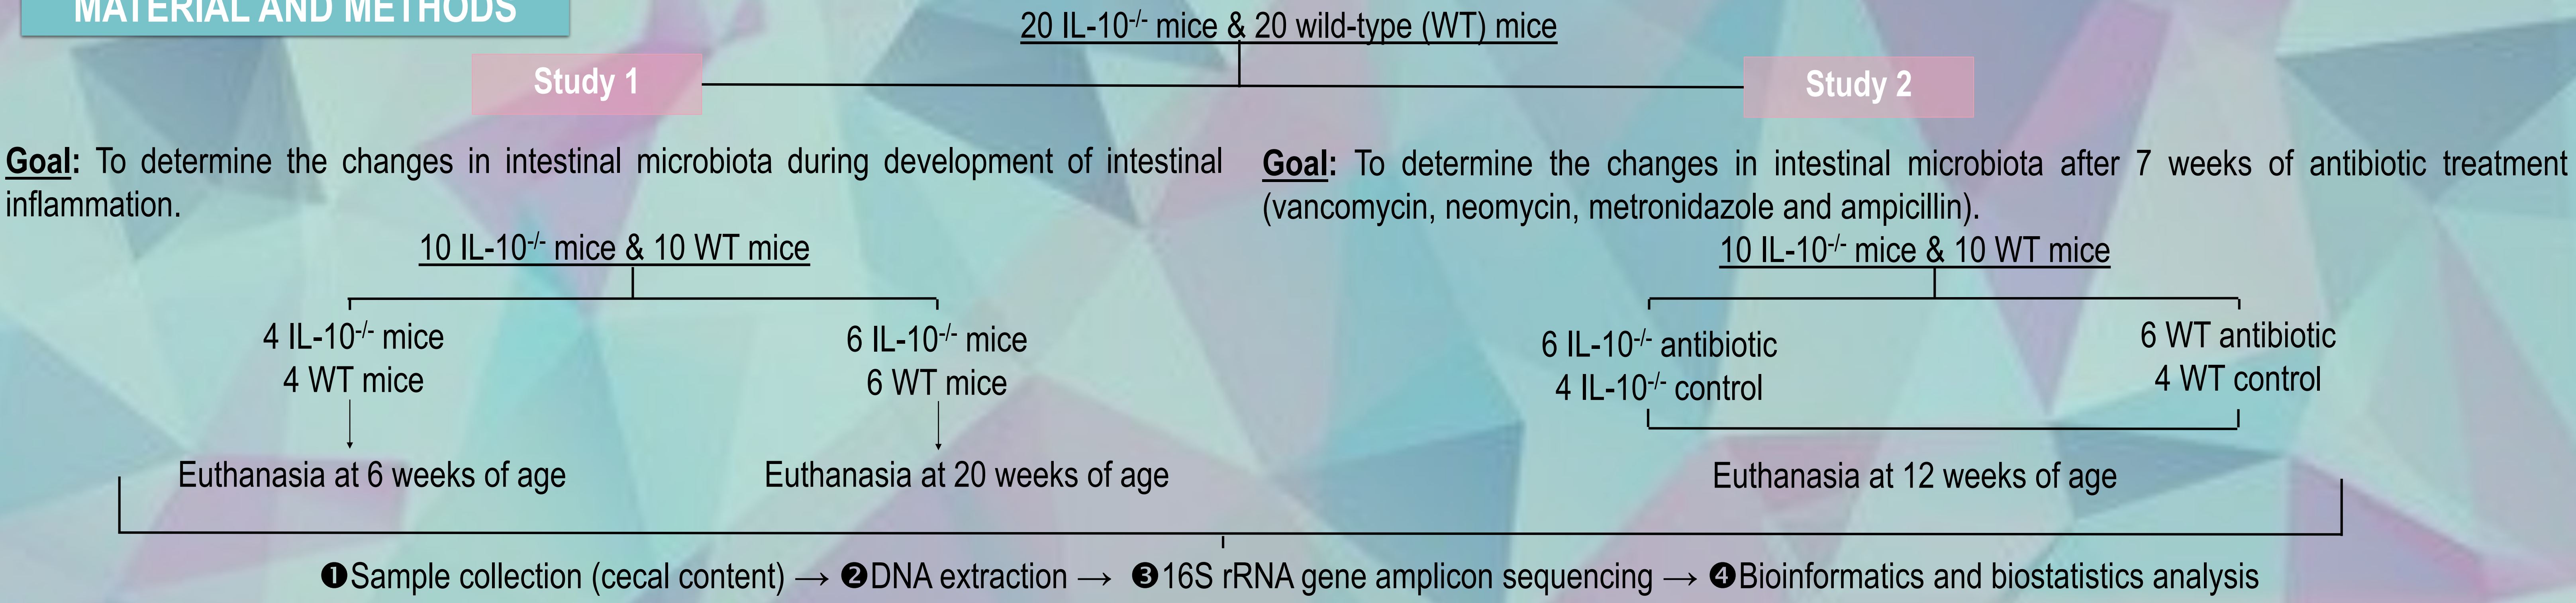 MATERIAL AND METHODS
20 IL-10-/- mice & 20 wild-type (WT) mice
Study 1
Study 2
Goal: To determine the changes in intestinal microbiota during development of intestinal
inflammation.
Goal: To determine the changes in intestinal microbiota after 7 weeks of antibiotic treatment
(vancomycin, neomycin, metronidazole and ampicillin).
10 IL-10-/- mice & 10 WT mice
4 IL-10-/- mice
4 WT mice
6 IL-10-/- mice
6 WT mice
Euthanasia at 6 weeks of age
Euthanasia at 20 weeks of age
10 IL-10-/- mice & 10 WT mice
6 IL-10-/- antibiotic
4 IL-10-/- control
6 WT antibiotic
4 WT control
Euthanasia at 12 weeks of age
❶Sample collection (cecal content) → ❷DNA extraction → ❸16S rRNA gene amplicon sequencing → ❹Bioinformatics and biostatistics analysis